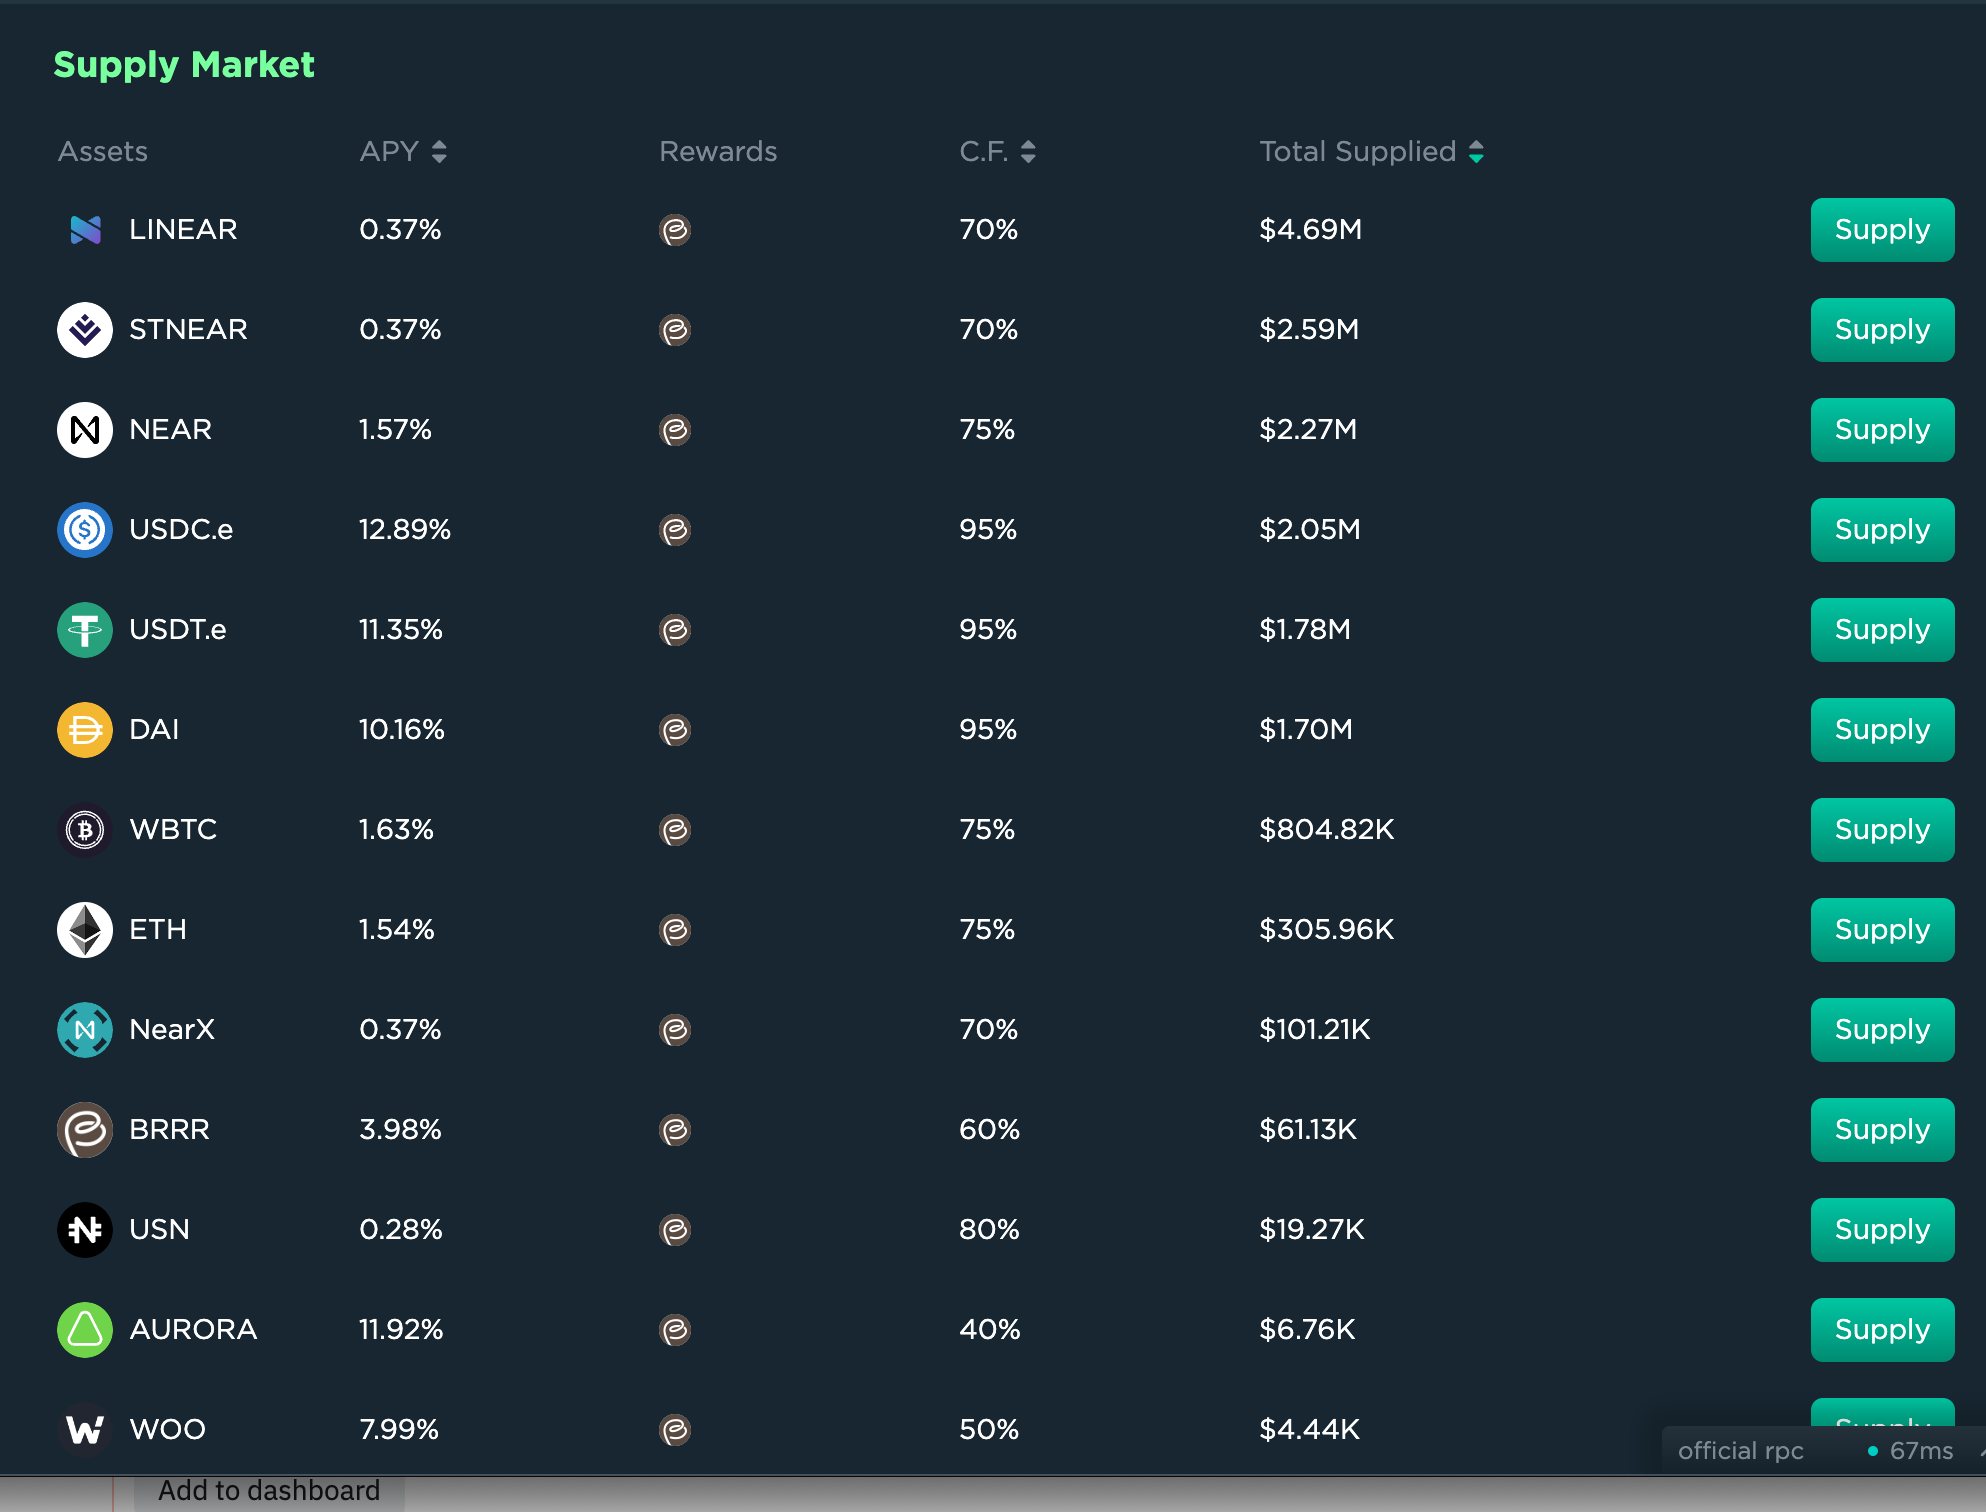 Supply Market
Assets APY Rewards C.F. Total Supplied
LINEAR 0.37% 70% $4.69M Supply
STNEAR 0.37% 70% $2.59M Supply
NEAR 1.57% 75% $2.27M Supply
USDC.e 12.89% 95% $2.05M Supply
USDT.e 11.35% 95% $1.78M Supply
DAI 10.16% 95% $1.70M Supply
WBTC 1.63% 75% $804.82K Supply
ETH 1.54% 75% $305.96K Supply
NearX 0.37% 70% $101.21K Supply
BRRR 3.98% 60% $61.13K Supply
USN 0.28% 80% $19.27K Supply
AURORA 11.92% 40% $6.76K Supply
WOO 7.99% 50% $4.44K Supply
official rpc 67ms
Add to dashboard